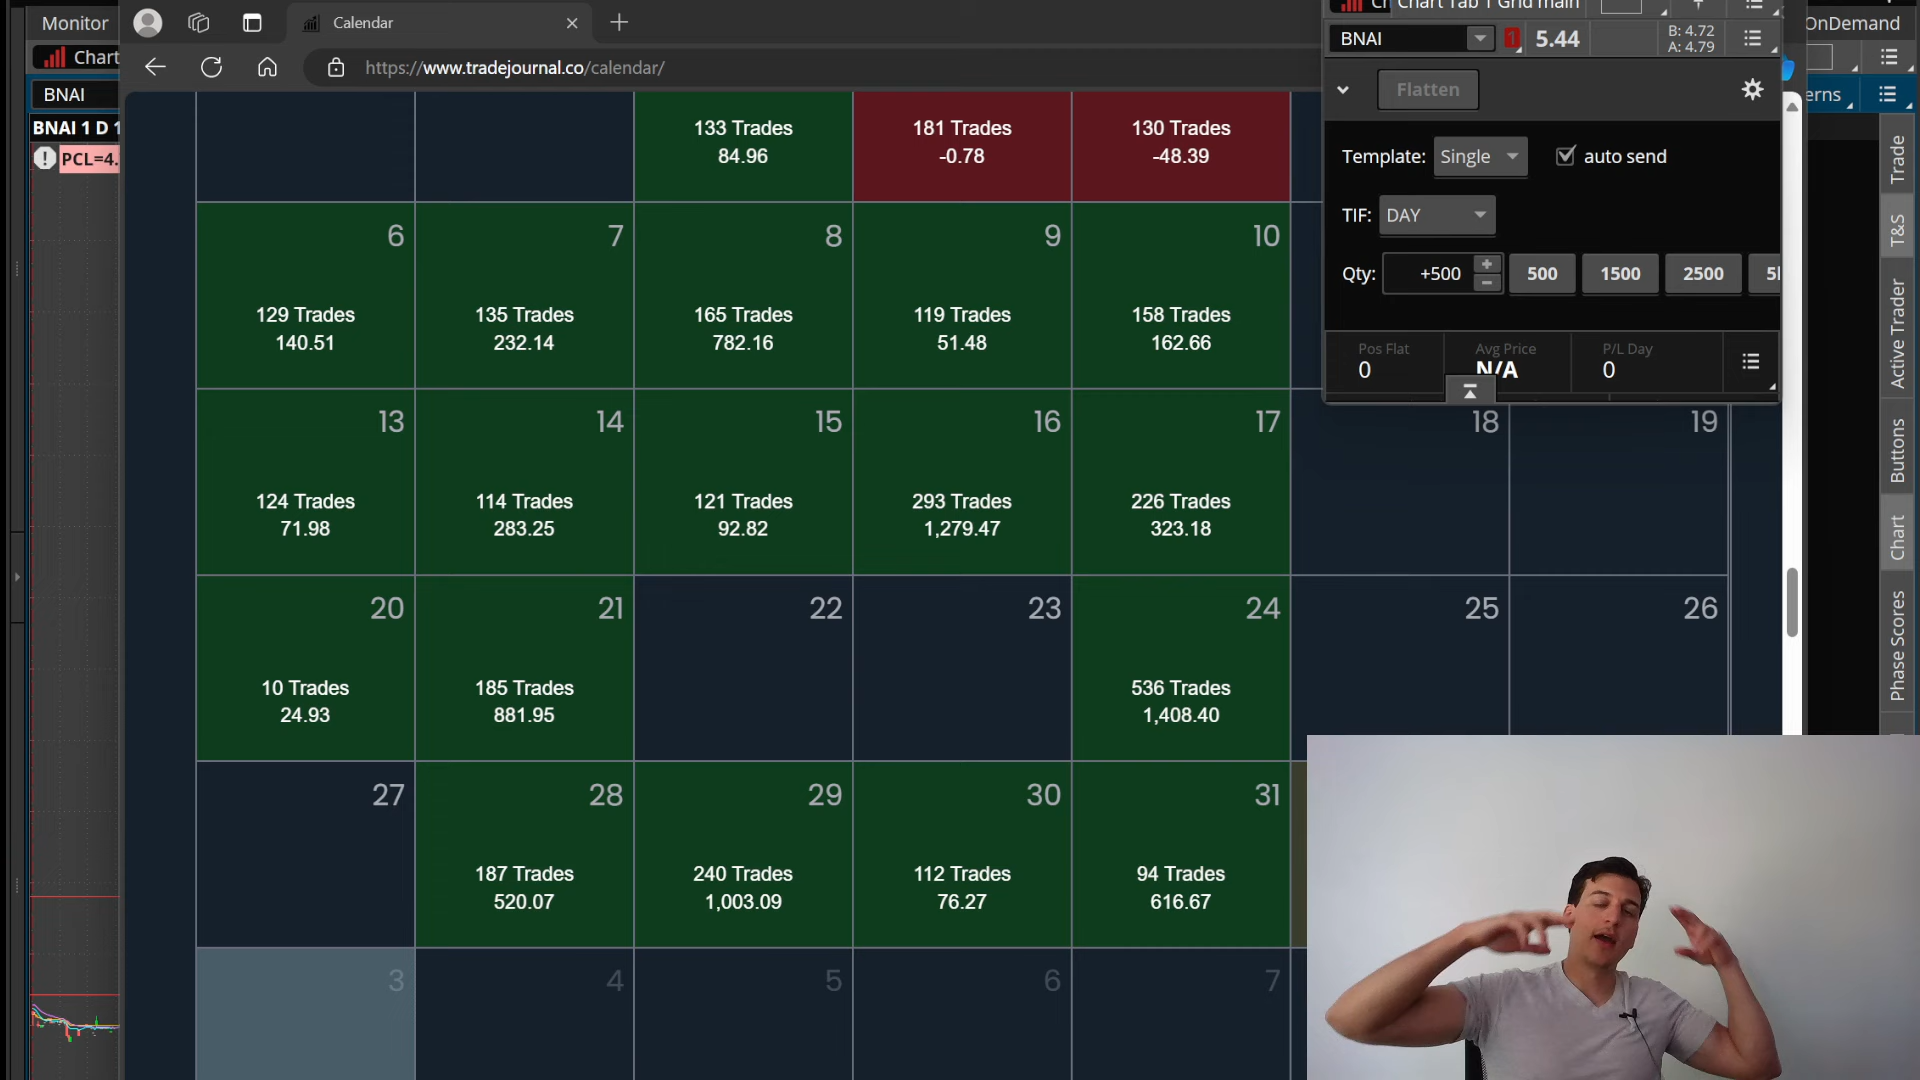 Monitor
Calendar
Chart Tab 1 Grid main
OnDemand
Chart
https://www.tradejournal.co/calendar/
BNAI
5.44
B: 4.72
A: 4.79
BNAI
BNAI 1 D 1
PCL=4.
Flatten
erns
Template: Single auto send
TIF: DAY
Qty: +500 500 1500 2500
Pos Flat Avg Price P/L Day
0 N/A 0
133 Trades 181 Trades 130 Trades
84.96 -0.78 -48.39
6 7 8 9 10
129 Trades 135 Trades 165 Trades 119 Trades 158 Trades
140.51 232.14 782.16 51.48 162.66
13 14 15 16 17 18 19
124 Trades 114 Trades 121 Trades 293 Trades 226 Trades
71.98 283.25 92.82 1,279.47 323.18
20 21 22 23 24 25 26
10 Trades 185 Trades 536 Trades
24.93 881.95 1,408.40
27 28 29 30 31
187 Trades 240 Trades 112 Trades 94 Trades
520.07 1,003.09 76.27 616.67
3 4 5 6 7
Trade
T&S
Active Trader
Buttons
Chart
Phase Scores